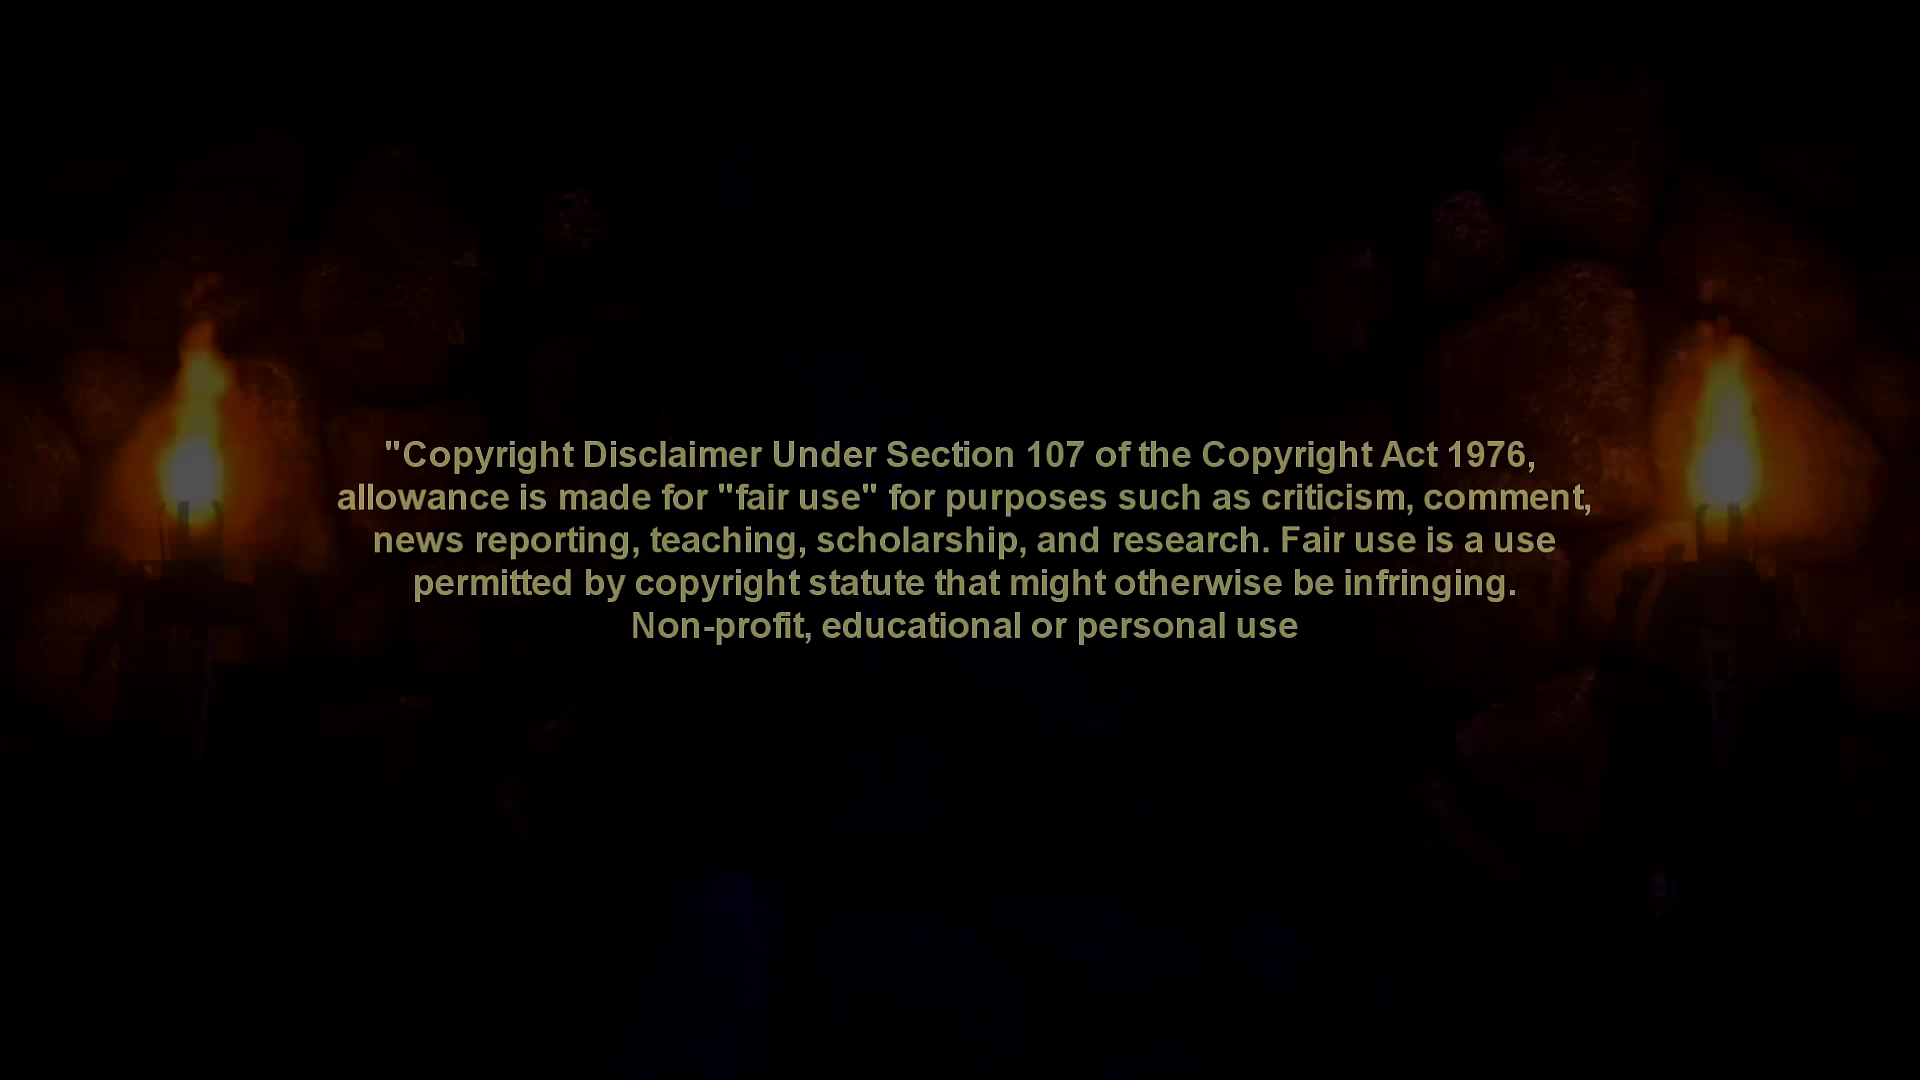 "Copyright Disclaimer Under Section 107 of the Copyright Act 1976,
allowance is made for "fair use" for purposes such as criticism, comment,
news reporting, teaching, scholarship, and research. Fair use is a use
permitted by copyright statute that might otherwise be infringing.
Non-profit, educational or personal use